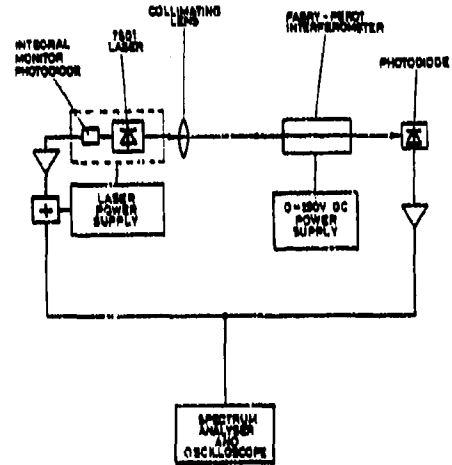 COLLIMATING
LENS
FABRY-PEROT
INTERFEROMETER
INTEGRAL
MONITOR
PHOTODIODE
LASER
PHOTODIODE
+
LASER
POWER
SUPPLY
DC
POWER
SUPPLY
SPECTRUM
ANALYSER
AND
OSCILLOSCOPE